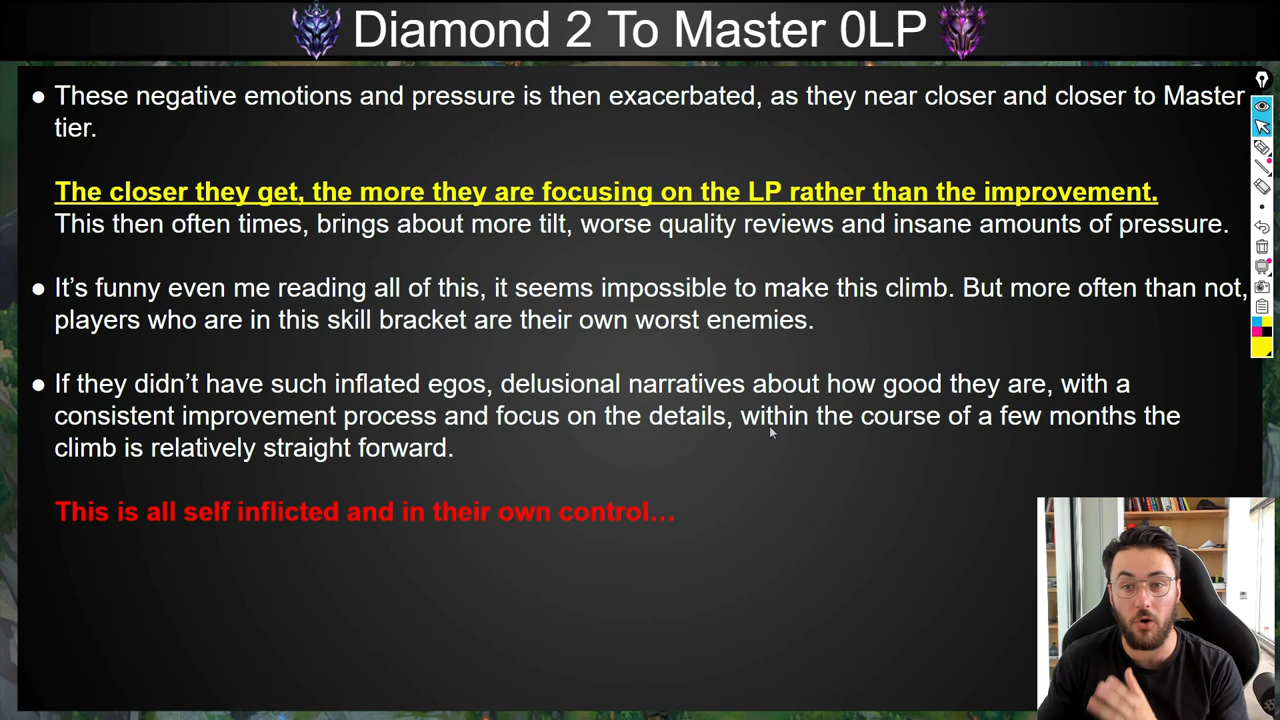 Diamond 2 To Master 0LP
● These negative emotions and pressure is then exacerbated, as they near closer and closer to Master
tier.
The closer they get, the more they are focusing on the LP rather than the improvement.
This then often times, brings about more tilt, worse quality reviews and insane amounts of pressure.
● It’s funny even me reading all of this, it seems impossible to make this climb. But more often than not,
players who are in this skill bracket are their own worst enemies.
● If they didn’t have such inflated egos, delusional narratives about how good they are, with a
consistent improvement process and focus on the details, within the course of a few months the
climb is relatively straight forward.
This is all self inflicted and in their own control…